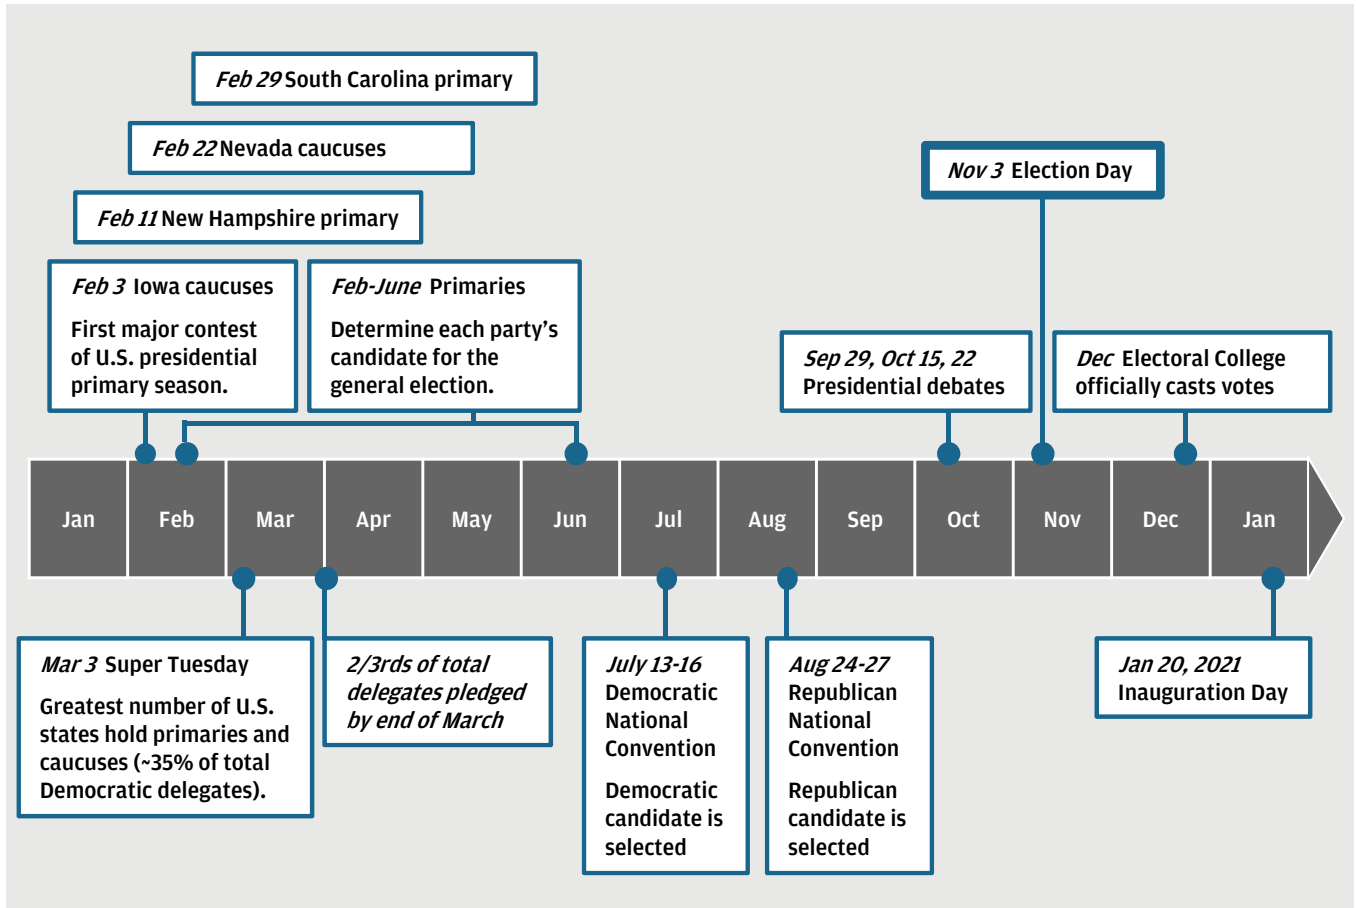 Feb 29 South Carolina primary
Feb 22 Nevada caucuses
Feb 11 New Hampshire primary
Feb 3 Iowa caucuses
First major contest
of U.S. presidential
primary season.
Feb-June Primaries
Determine each party’s
candidate for the
general election.
Nov 3 Election Day
Sep 29, Oct 15, 22
Presidential debates
Dec Electoral College
officially casts votes
Jan Feb Mar Apr May Jun Jul Aug Sep Oct Nov Dec Jan
Mar 3 Super Tuesday
Greatest number of U.S.
states hold primaries and
caucuses (~35% of total
Democratic delegates).
2/3rds of total
delegates pledged
by end of March
July 13-16
Democratic
National
Convention
Democratic
candidate is
selected
Aug 24-27
Republican
National
Convention
Republican
candidate is
selected
Jan 20, 2021
Inauguration Day